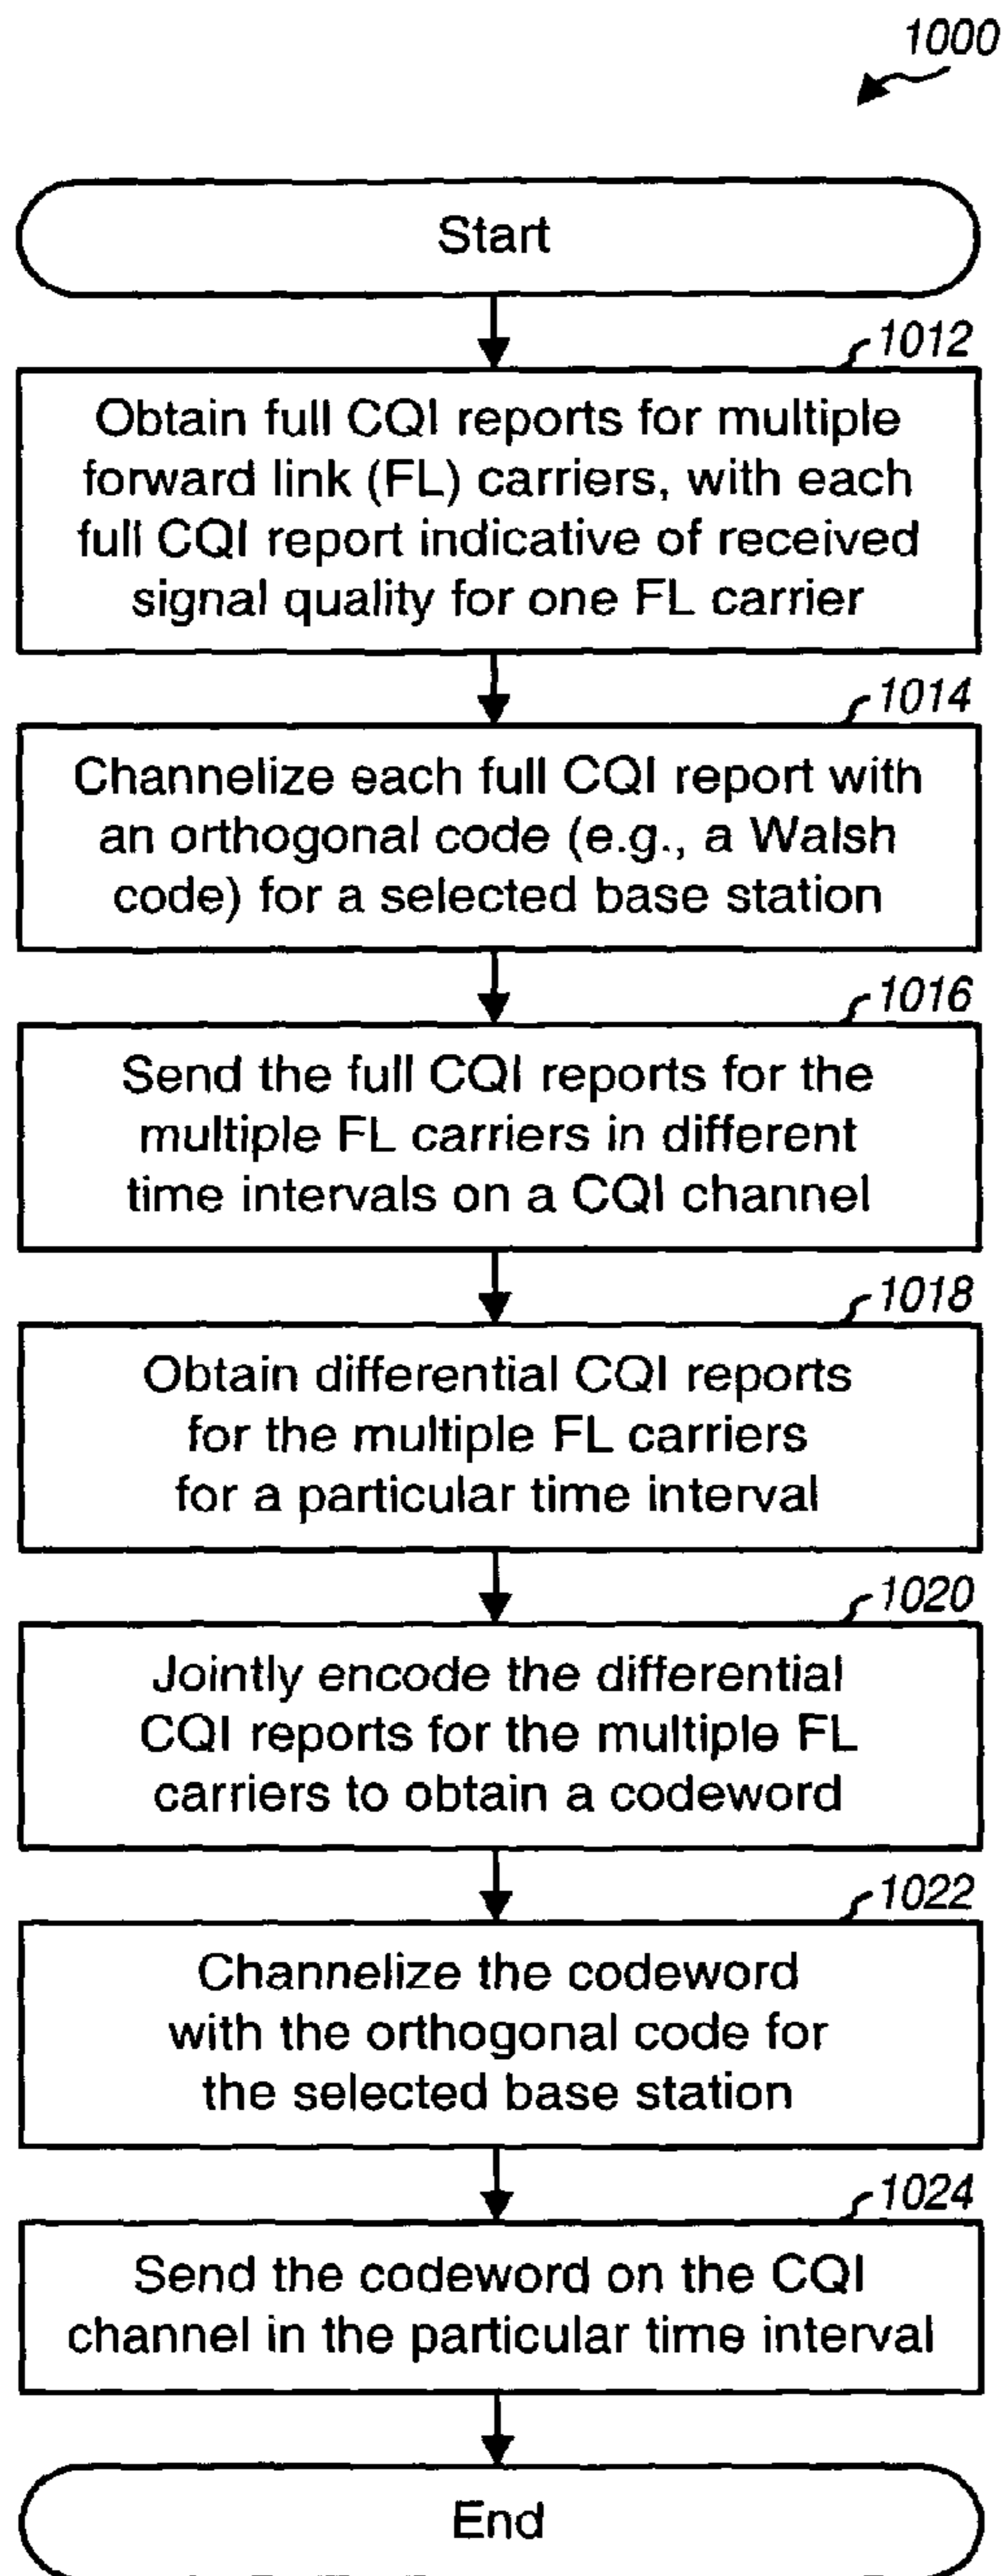 1000
Start
1012
Obtain full CQI reports for multiple
forward link (FL) carriers, with each
full CQI report indicative of received
signal quality for one FL carrier
1014
Channelize each full CQI report with
an orthogonal code (e.g., a Walsh
code) for a selected base station
1016
Send the full CQI reports for the
multiple FL carriers in different
time intervals on a CQI channel
1018
Obtain differential CQI reports
for the multiple FL carriers
for a particular time interval
1020
Jointly encode the differential
CQI reports for the multiple FL
carriers to obtain a codeword
1022
Channelize the codeword
with the orthogonal code for
the selected base station
1024
Send the codeword on the CQI
channel in the particular time interval
End